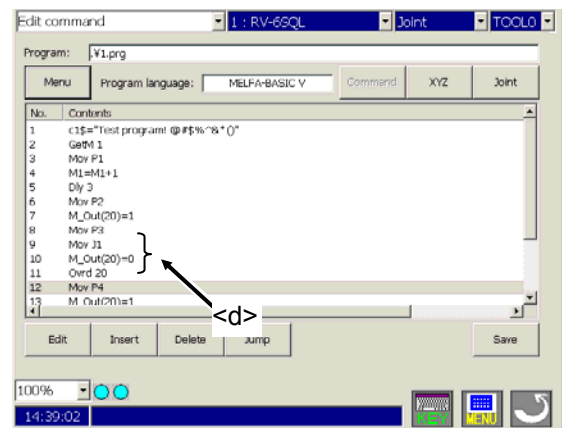 Edit command 1 : RV-6SQL Joint TOOL0
Program: .¥1.prg
Menu Program language: MELFA-BASIC V Command XYZ Joint
No. Contents
1 c1$="Test program! @#$%^&*()"
2 GetM 1
3 Mov P1
4 M1=M1+1
5 Dly 3
6 Mov P2
7 M_Out(20)=1
8 Mov P3
9 Mov J1
10 M_Out(20)=0
11 Ovrd 20
12 Mov P4
13 M_Out(20)=1
<d>
Edit Insert Delete Jump Save
100%
14:39:02 KEY MENU